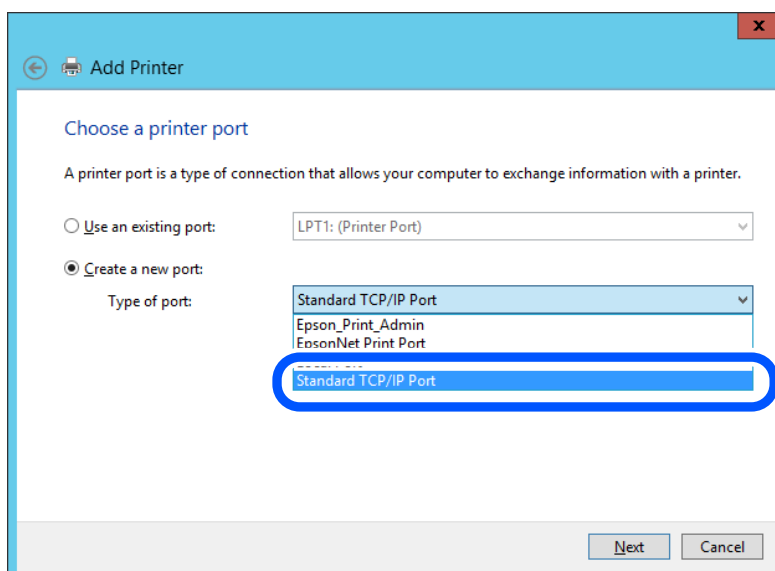 x
Add Printer
Choose a printer port
A printer port is a type of connection that allows your computer to exchange information with a printer.
Use an existing port: LPT1: (Printer Port)
Create a new port:
Type of port: Standard TCP/IP Port
Epson_Print_Admin
EpsonNet Print Port
Standard TCP/IP Port
Next Cancel